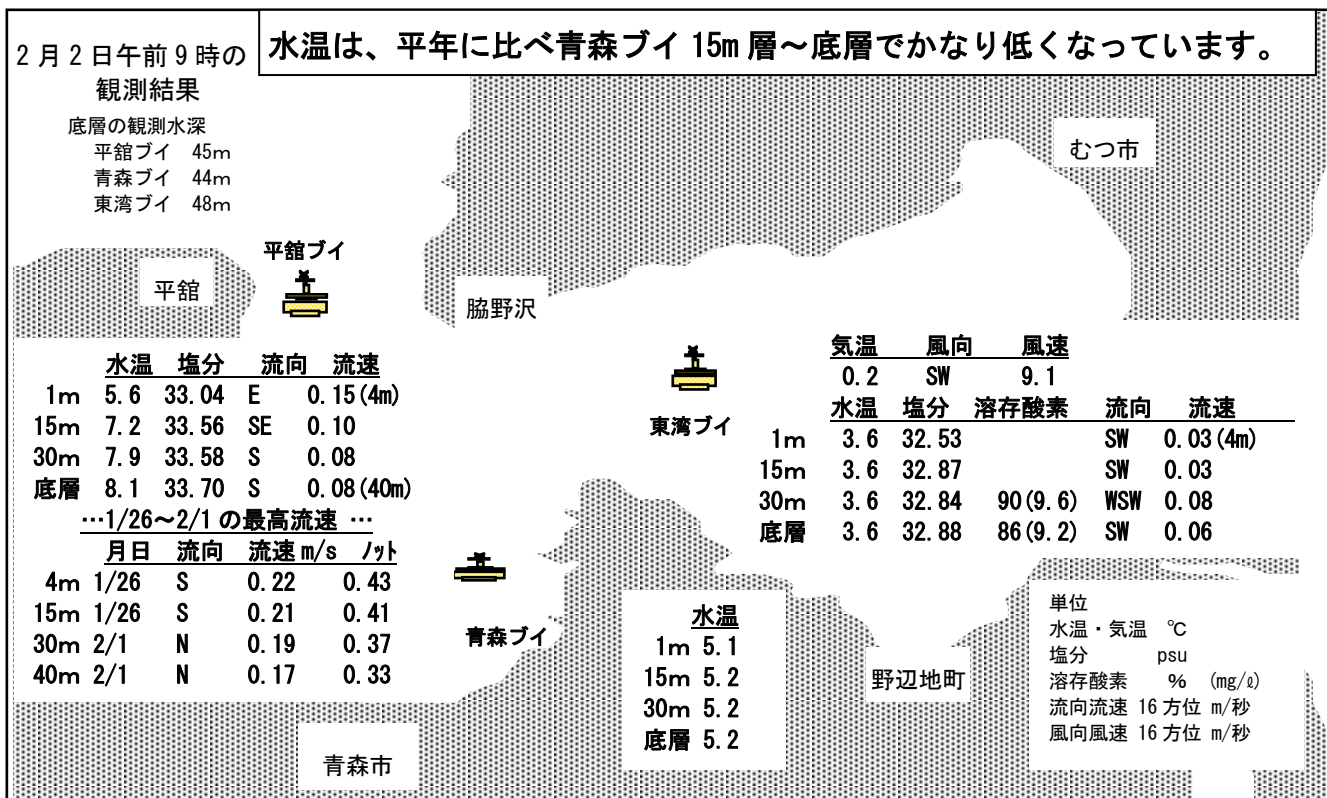 水温は、平年に比べ青森ブイ 15m 層～底層でかなり低くなっています。
2月2日午前9時の
観測結果
底層の観測水深
平舘ブイ 45m
青森ブイ 44m
東湾ブイ 48m
むつ市
平舘ブイ
平舘
脇野沢
水温 塩分 流向 流速
1m 5.6 33.04 E 0.15(4m)
15m 7.2 33.56 SE 0.10
30m 7.9 33.58 S 0.08
底層 8.1 33.70 S 0.08(40m)
…1/26～2/1の最高流速 …
月日 流向 流速m/s ノット
4m 1/26 S 0.22 0.43
15m 1/26 S 0.21 0.41
30m 2/1 N 0.19 0.37
40m 2/1 N 0.17 0.33
東湾ブイ
気温 風向 風速
0.2 SW 9.1
水温 塩分 溶存酸素 流向 流速
1m 3.6 32.53 SW 0.03(4m)
15m 3.6 32.87 SW 0.03
30m 3.6 32.84 90(9.6) WSW 0.08
底層 3.6 32.88 86(9.2) SW 0.06
青森ブイ
水温
1m 5.1
15m 5.2
30m 5.2
底層 5.2
野辺地町
単位
水温・気温 ℃
塩分 psu
溶存酸素 % (mg/ℓ)
流向流速 16方位 m/秒
風向風速 16方位 m/秒
青森市